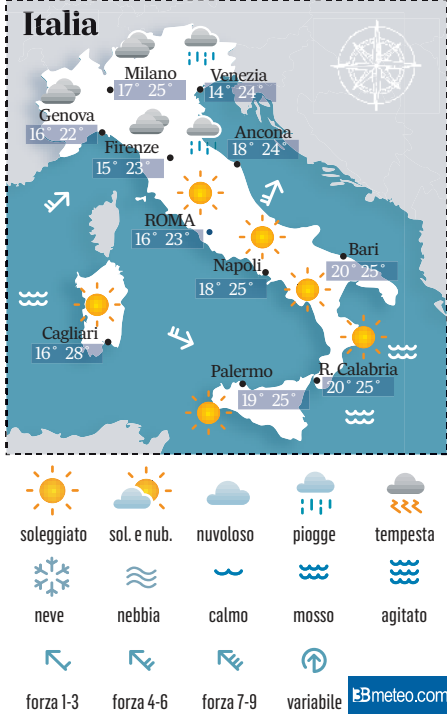 Italia
Milano
17° 25°
Venezia
14° 24°
Genova
16° 22°
Firenze
15° 23°
Ancona
18° 24°
ROMA
16° 23°
Bari
20° 25°
Napoli
18° 25°
Cagliari
16° 28°
Palermo
19° 25°
R. Calabria
20° 25°
soleggiato sol. e nub. nuvoloso piogge tempesta
neve nebbia calmo mosso agitato
forza 1-3 forza 4-6 forza 7-9 variabile
3Bmeteo.com